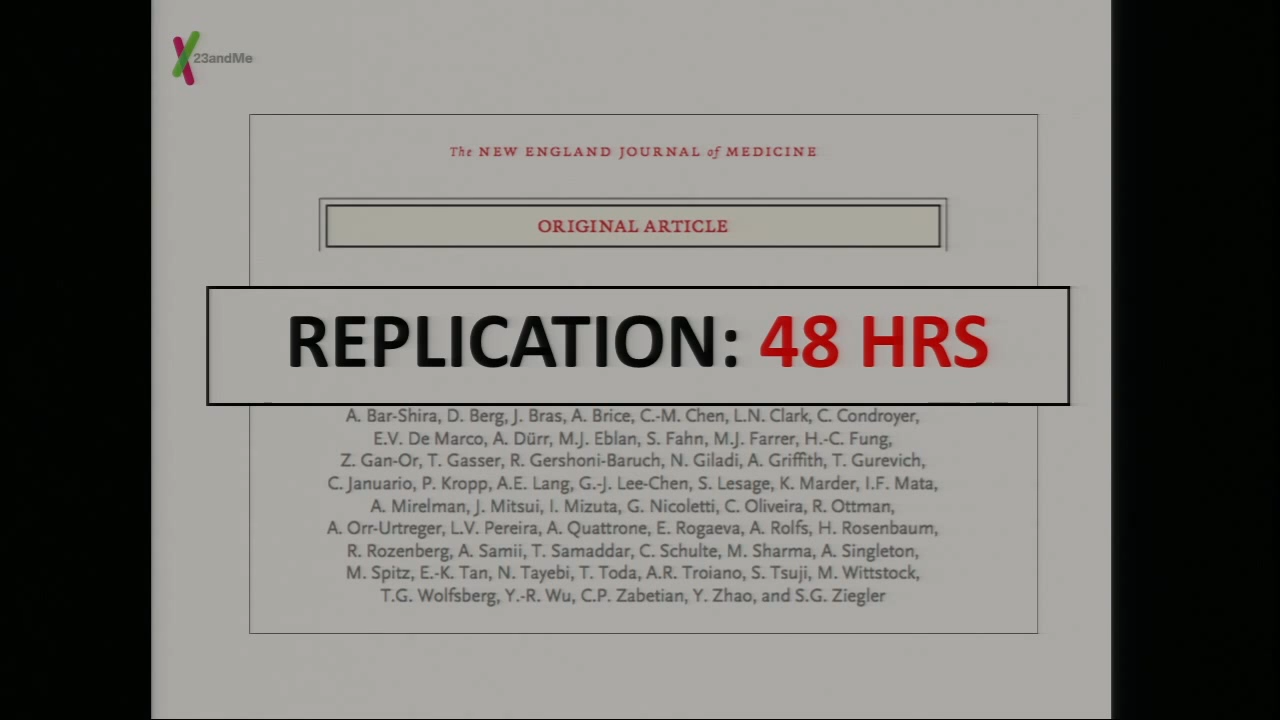 23andMe
The NEW ENGLAND JOURNAL of MEDICINE
ORIGINAL ARTICLE
REPLICATION: 48 HRS
A. Bar-Shira, D. Berg, J. Bras, A. Brice, C.-M. Chen, L.N. Clark, C. Condroyer,
E.V. De Marco, A. Dürr, M.J. Eblan, S. Fahn, M.J. Farrer, H.-C. Fung,
Z. Gan-Or, T. Gasser, R. Gershoni-Baruch, N. Giladi, A. Griffith, T. Gurevich,
C. Januario, P. Kropp, A.E. Lang, G.-J. Lee-Chen, S. Lesage, K. Marder, I.F. Mata,
A. Mirelman, J. Mitsui, I. Mizuta, G. Nicoletti, C. Oliveira, R. Ottman,
A. Orr-Urtreger, L.V. Pereira, A. Quattrone, E. Rogaeva, A. Rolfs, H. Rosenbaum,
R. Rozenberg, A. Samii, T. Samaddar, C. Schulte, M. Sharma, A. Singleton,
M. Spitz, E.-K. Tan, N. Tayebi, T. Toda, A.R. Troiano, S. Tsuji, M. Wittstock,
T.G. Wolfsberg, Y.-R. Wu, C.P. Zabetian, Y. Zhao, and S.G. Ziegler